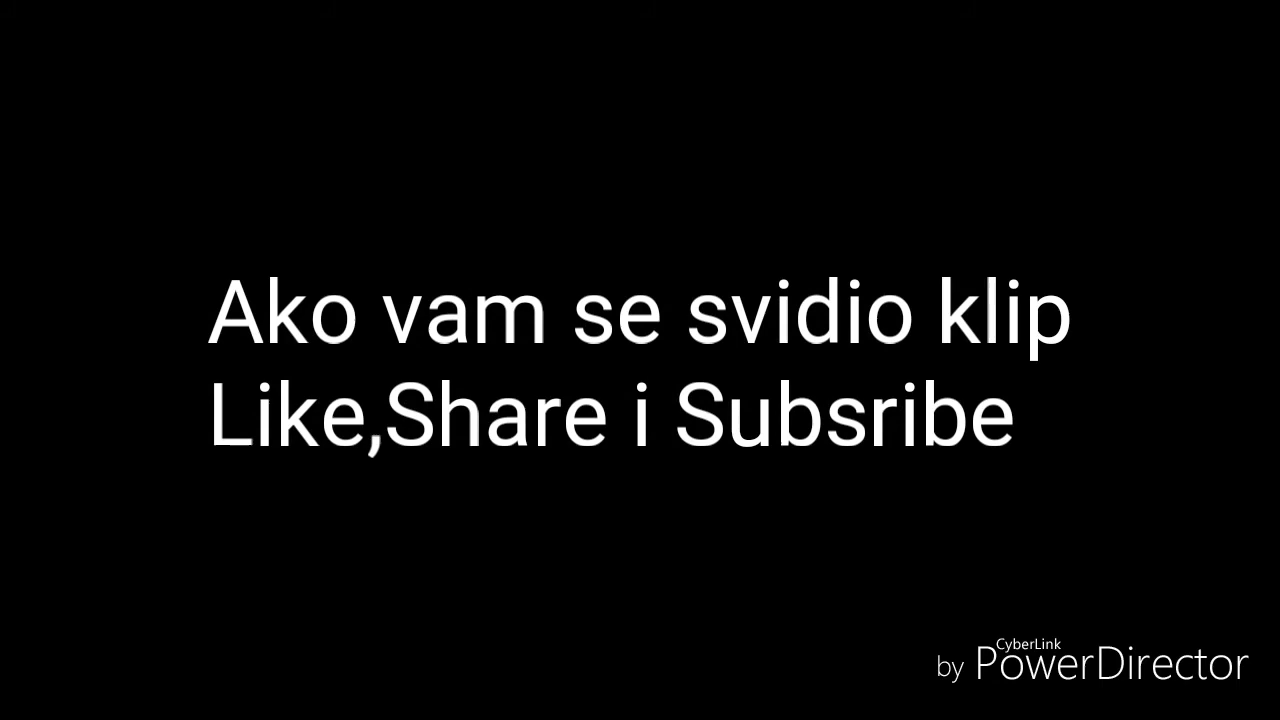 Ako vam se svidio klip
Like,Share i Subsribe
CyberLink
by PowerDirector